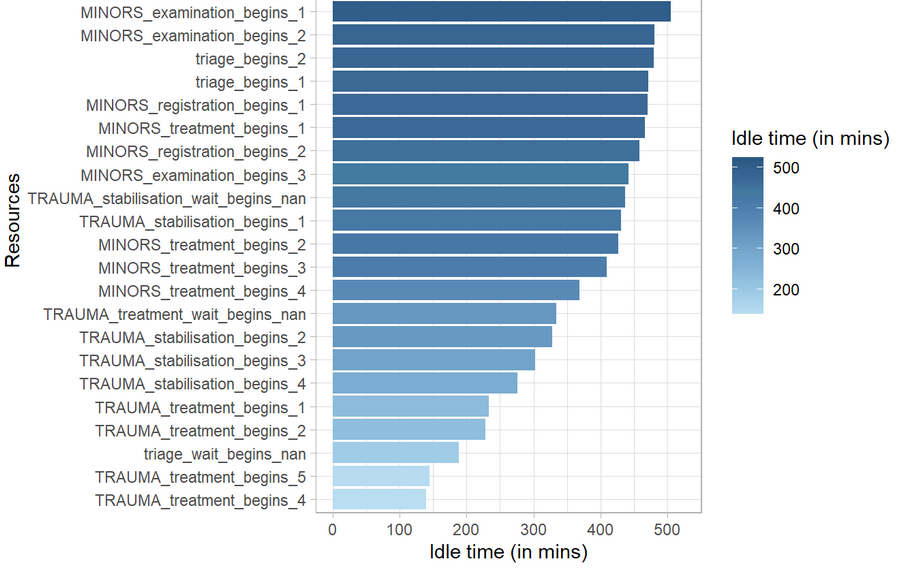 MINORS_examination_begins_1
MINORS_examination_begins_2
triage_begins_2
triage_begins_1
MINORS_registration_begins_1
MINORS_treatment_begins_1
MINORS_registration_begins_2
MINORS_examination_begins_3
TRAUMA_stabilisation_wait_begins_nan
TRAUMA_stabilisation_begins_1
MINORS_treatment_begins_2
MINORS_treatment_begins_3
MINORS_treatment_begins_4
TRAUMA_treatment_wait_begins_nan
TRAUMA_stabilisation_begins_2
TRAUMA_stabilisation_begins_3
TRAUMA_stabilisation_begins_4
TRAUMA_treatment_begins_1
TRAUMA_treatment_begins_2
triage_wait_begins_nan
TRAUMA_treatment_begins_5
TRAUMA_treatment_begins_4
Resources
0 100 200 300 400 500
Idle time (in mins)
Idle time (in mins)
500
400
300
200